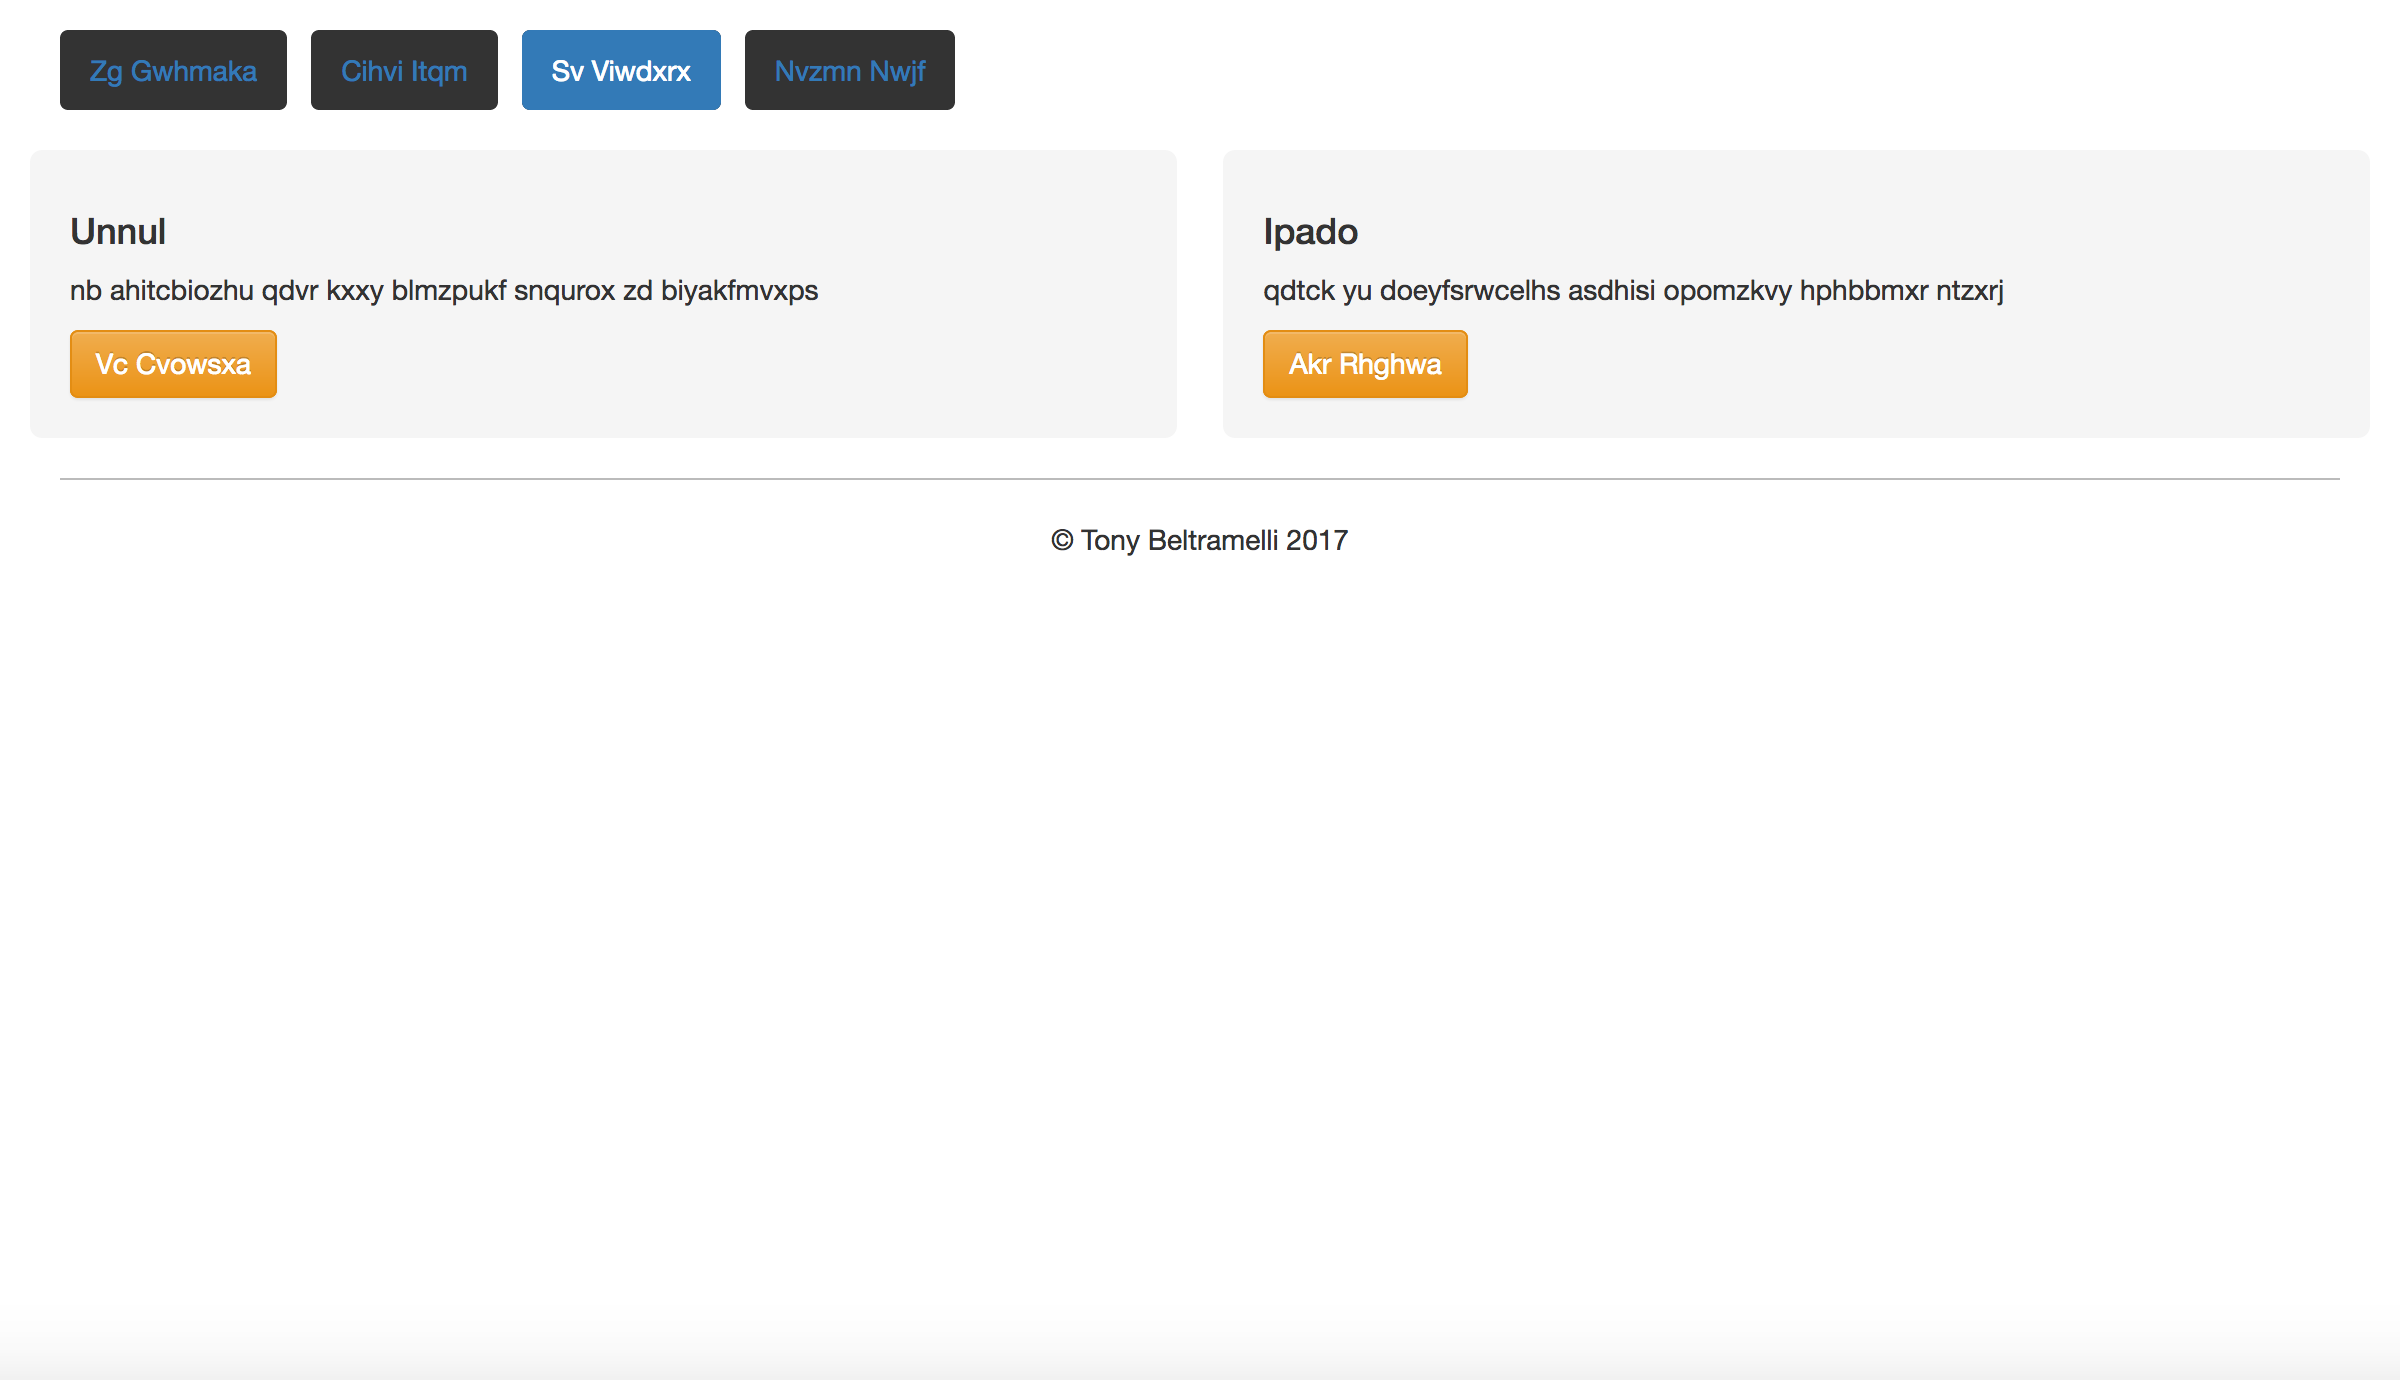 Zg Gwhmaka Cihvi Itqm Sv Viwdxrx Nvzmn Nwjf
Unnul
nb ahitcbiozhu qdvr kxxy blmzpukf snqurox zd biyakfmvxps
Vc Cvowsxa
Ipado
qdtck yu doeyfsrwcelhs asdhisi opomzkvy hphbbmxr ntzxrj
Akr Rhghwa
© Tony Beltramelli 2017